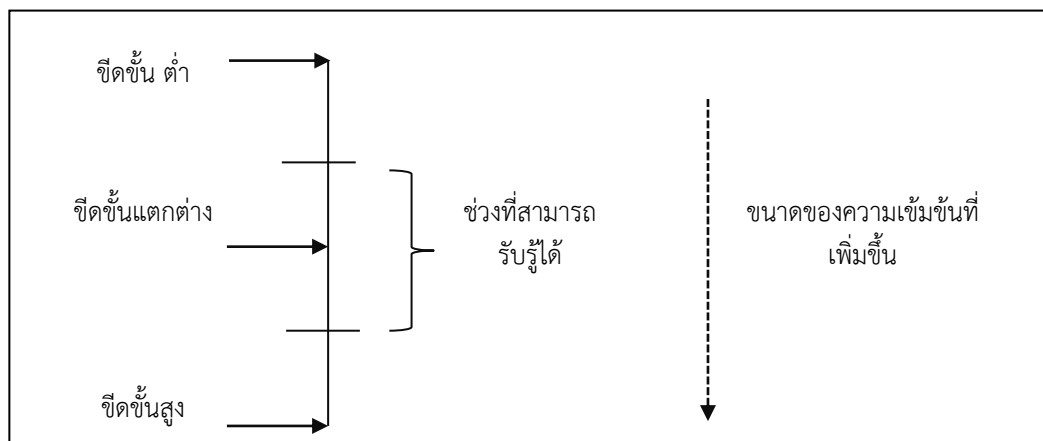 ขีดขั้น ต่ำ
ขีดขั้นแตกต่าง
ช่วงที่สามารถ
รับรู้ได้
ขนาดของความเข้มข้นที่
เพิ่มขึ้น
ขีดขั้นสูง